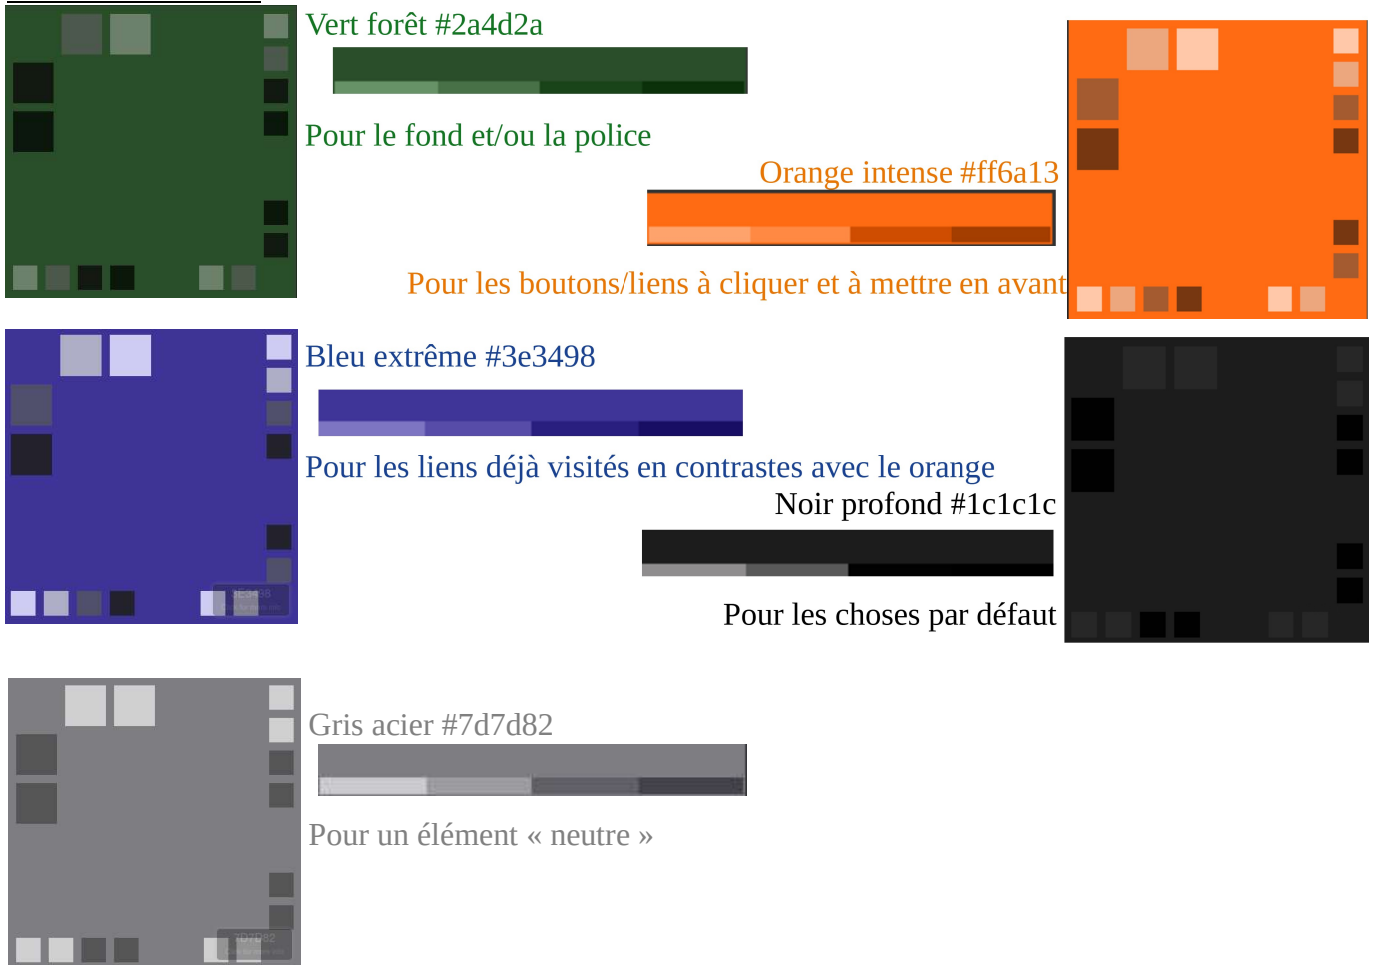 Vert forêt #2a4d2a
Pour le fond et/ou la police
Orange intense #ff6a13
Pour les boutons/liens à cliquer et à mettre en avant
Bleu extrême #3e3498
Pour les liens déjà visités en contrastes avec le orange
Noir profond #1c1c1c
Pour les choses par défaut
3E3498
Gris acier #7d7d82
Pour un élément « neutre »
7D7D82